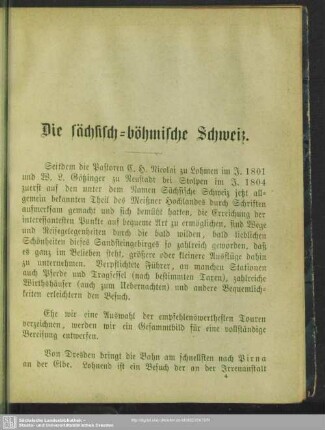 Die sächsisch-böhmische Schweiz.
Seitdem die Pastoren C. H. Nicolai zu Lohmen im J. 1801
und W. L. Götzinger zu Neustadt bei Stolpen im J. 1804
zuerst auf den unter dem Namen Sächsische Schweiz jetzt all-
gemein bekannten Theil des Meißner Hochlandes durch Schriften
aufmerksam gemacht und sich bemüht hatten, die Erreichung der
interessantesten Punkte auf bequeme Art zu ermöglichen, sind Wege
und Reisegelegenheiten durch die bald wilden, bald lieblichen
Schönheiten dieses Sandsteingebirges so zahlreich geworden, daß
es ganz im Belieben steht, größere oder kleinere Ausflüge dahin
zu unternehmen. Verpflichtete Führer, an manchen Stationen
auch Pferde und Tragsessel (nach bestimmten Taxen), zahlreiche
Wirthshäuser (auch zum Uebernachten) und andere Bequemlich-
keiten erleichtern den Besuch.
Ehe wir eine Auswahl der empfehlenswerthesten Touren
verzeichnen, werden wir ein Gesammtbild für eine vollständige
Bereisung entwerfen.
Von Dresden bringt die Bahn am schnellsten nach Pirna
an der Elbe. Lohnend ist ein Besuch der an der Irrenanstalt
Sächsische Landesbibliothek -
Staats- und Universitätsbibliothek Dresden